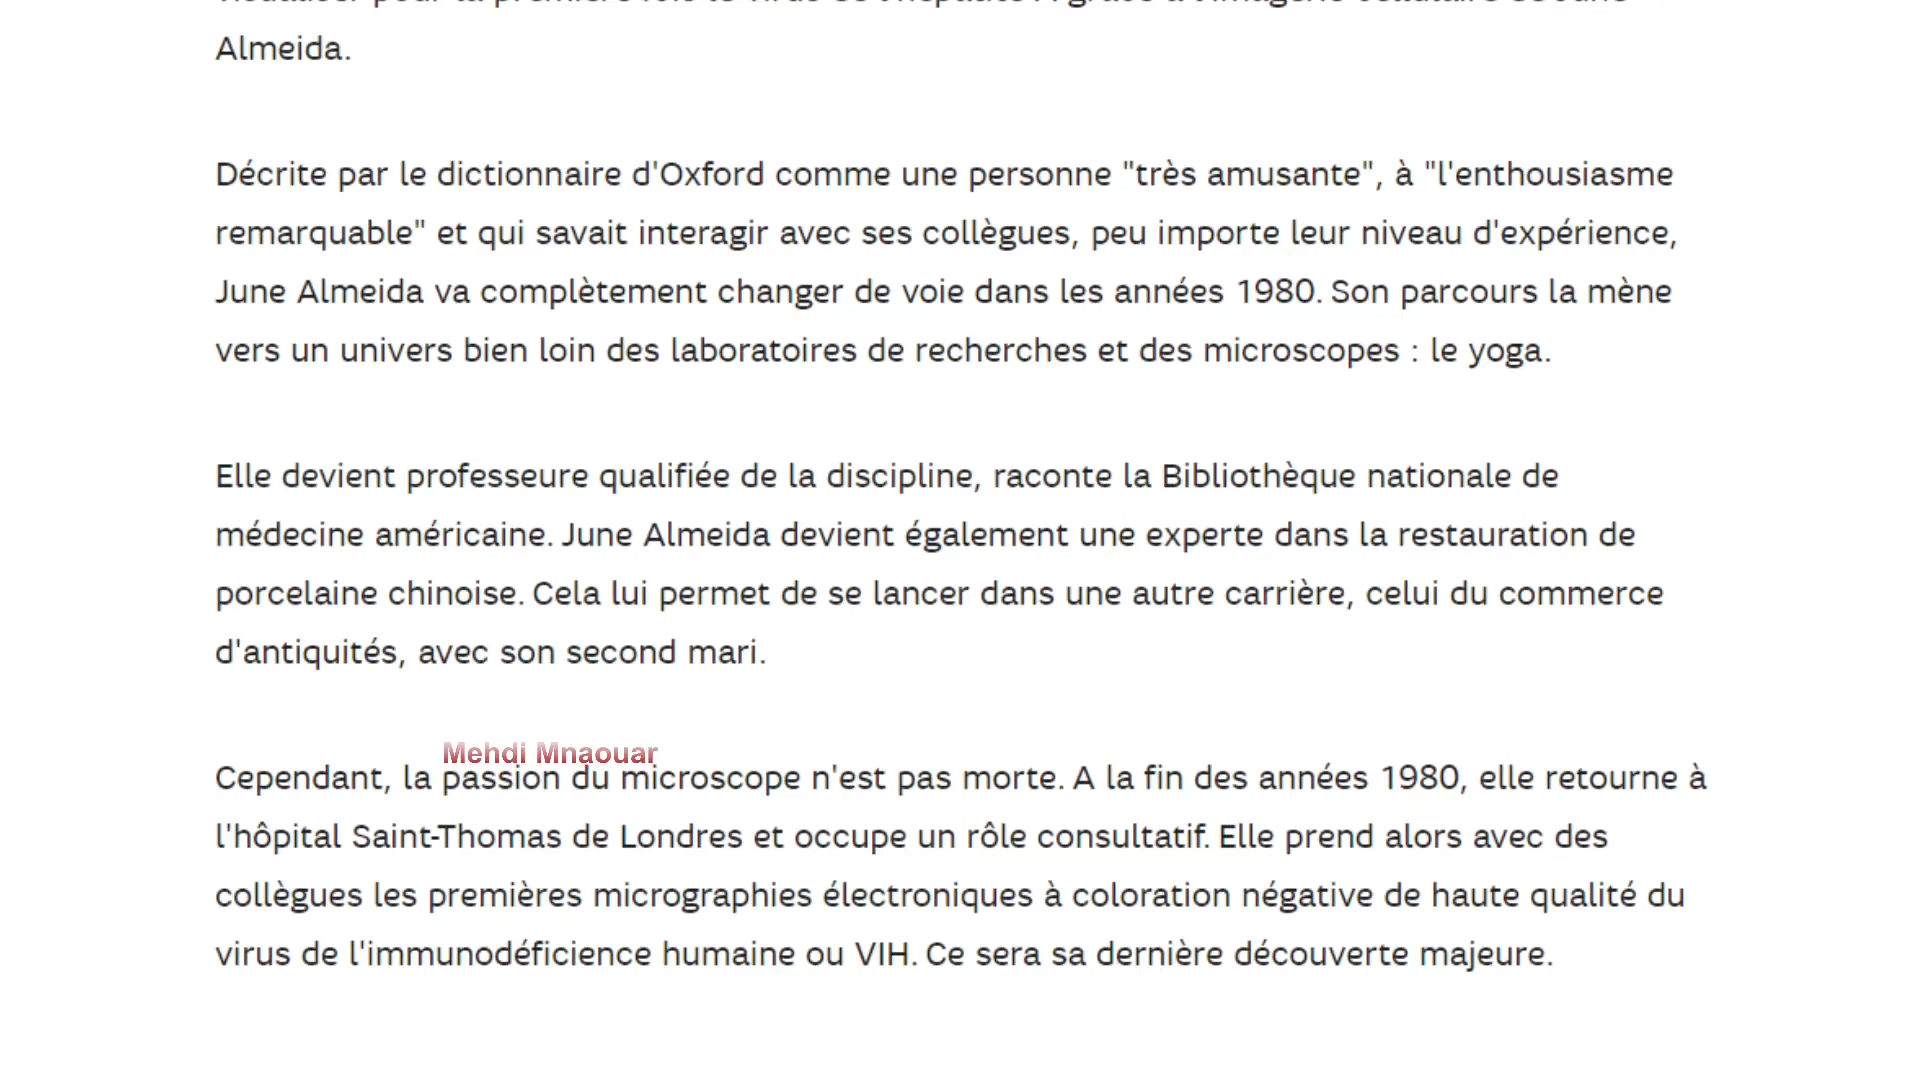 Almeida.
Décrite par le dictionnaire d'Oxford comme une personne "très amusante", à "l'enthousiasme
remarquable" et qui savait interagir avec ses collègues, peu importe leur niveau d'expérience,
June Almeida va complètement changer de voie dans les années 1980. Son parcours la mène
vers un univers bien loin des laboratoires de recherches et des microscopes : le yoga.
Elle devient professeure qualifiée de la discipline, raconte la Bibliothèque nationale de
médecine américaine. June Almeida devient également une experte dans la restauration de
porcelaine chinoise. Cela lui permet de se lancer dans une autre carrière, celui du commerce
d'antiquités, avec son second mari.
Mehdi Mnaouar
Cependant, la passion du microscope n'est pas morte. A la fin des années 1980, elle retourne à
l'hôpital Saint-Thomas de Londres et occupe un rôle consultatif. Elle prend alors avec des
collègues les premières micrographies électroniques à coloration négative de haute qualité du
virus de l'immunodéficience humaine ou VIH. Ce sera sa dernière découverte majeure.